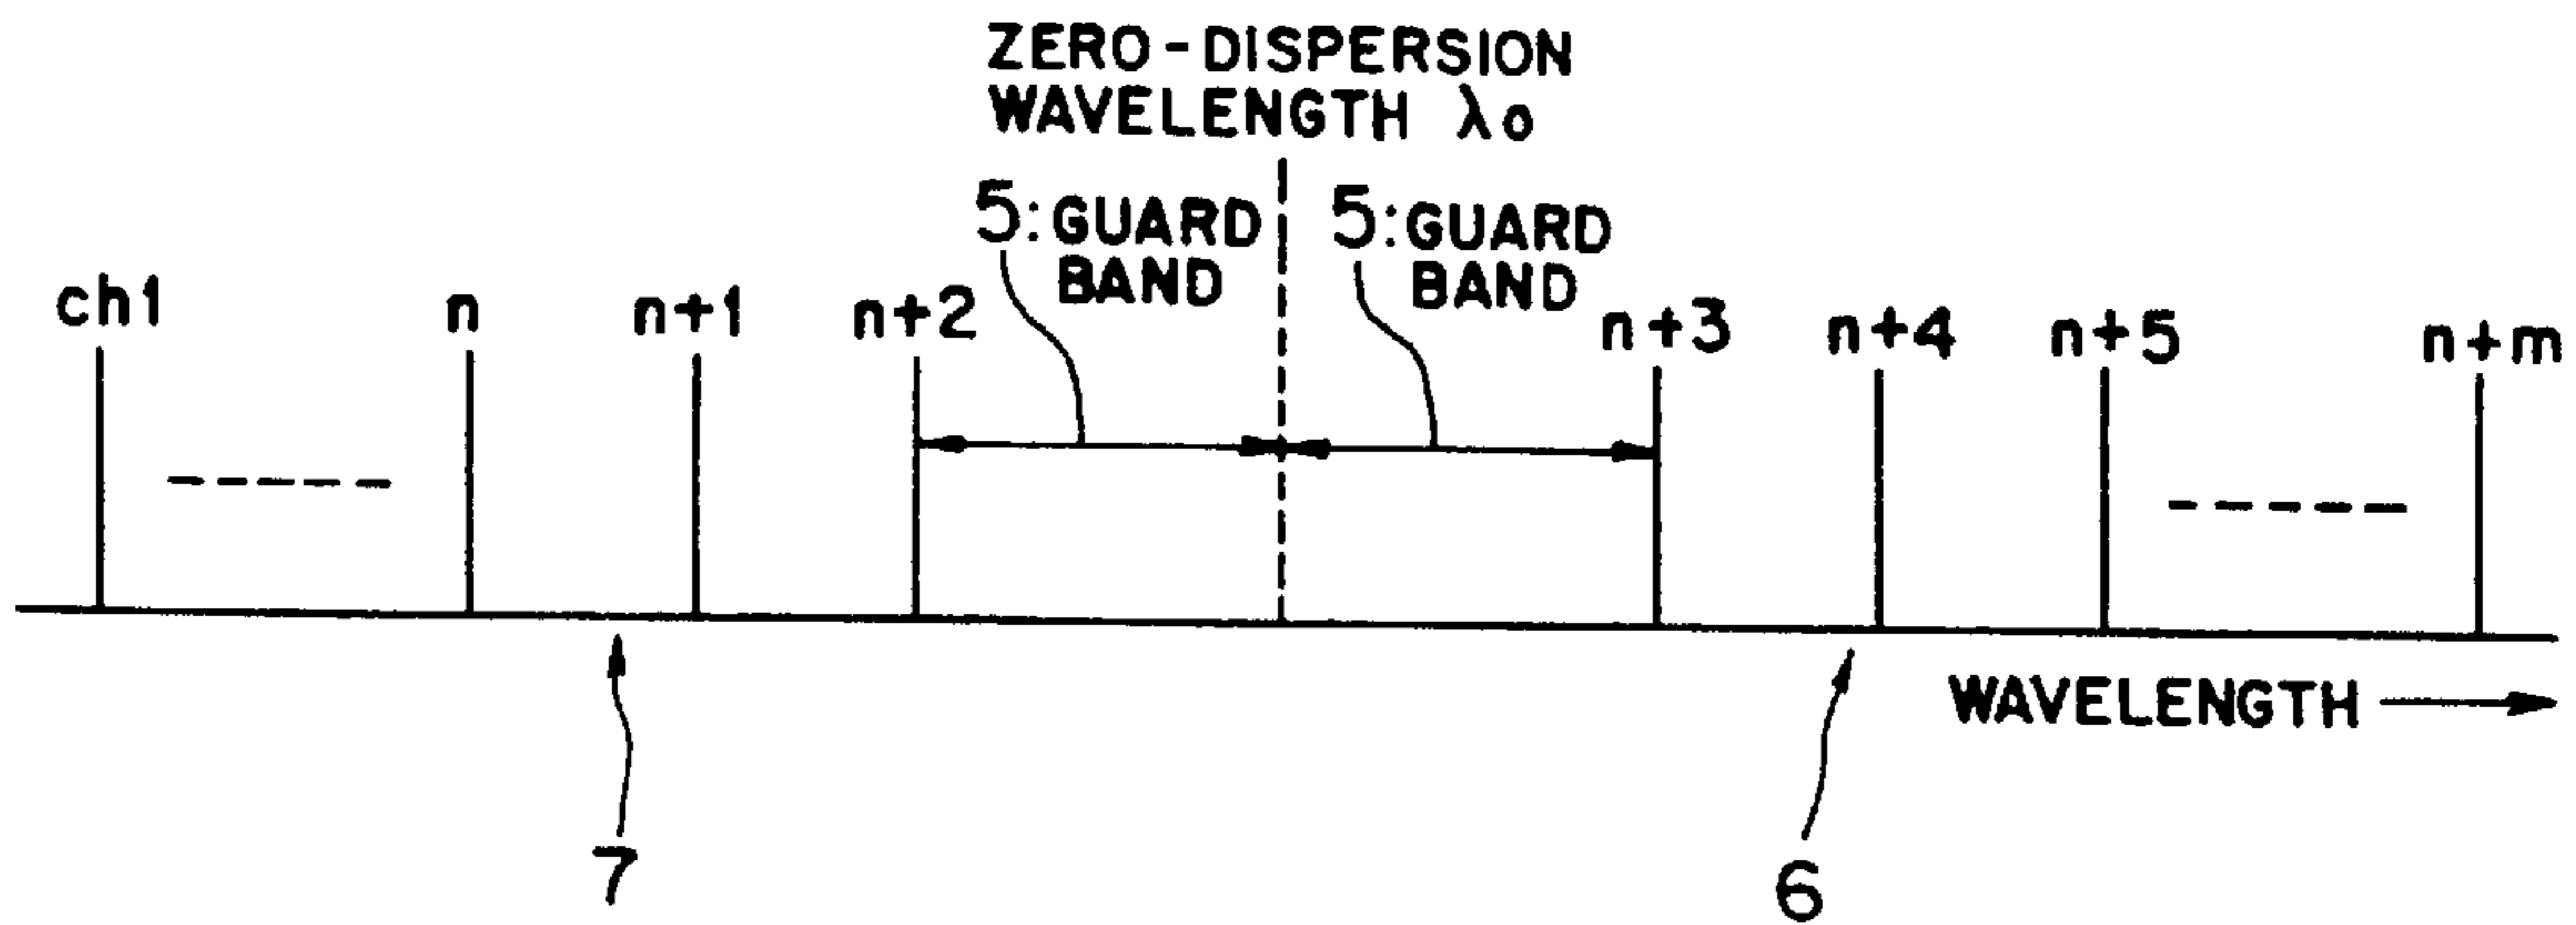 ZERO-DISPERSION
WAVELENGTH λo
5:GUARD BAND
5:GUARD BAND
ch1
n
n+1
n+2
n+3
n+4
n+5
n+m
WAVELENGTH
7
6